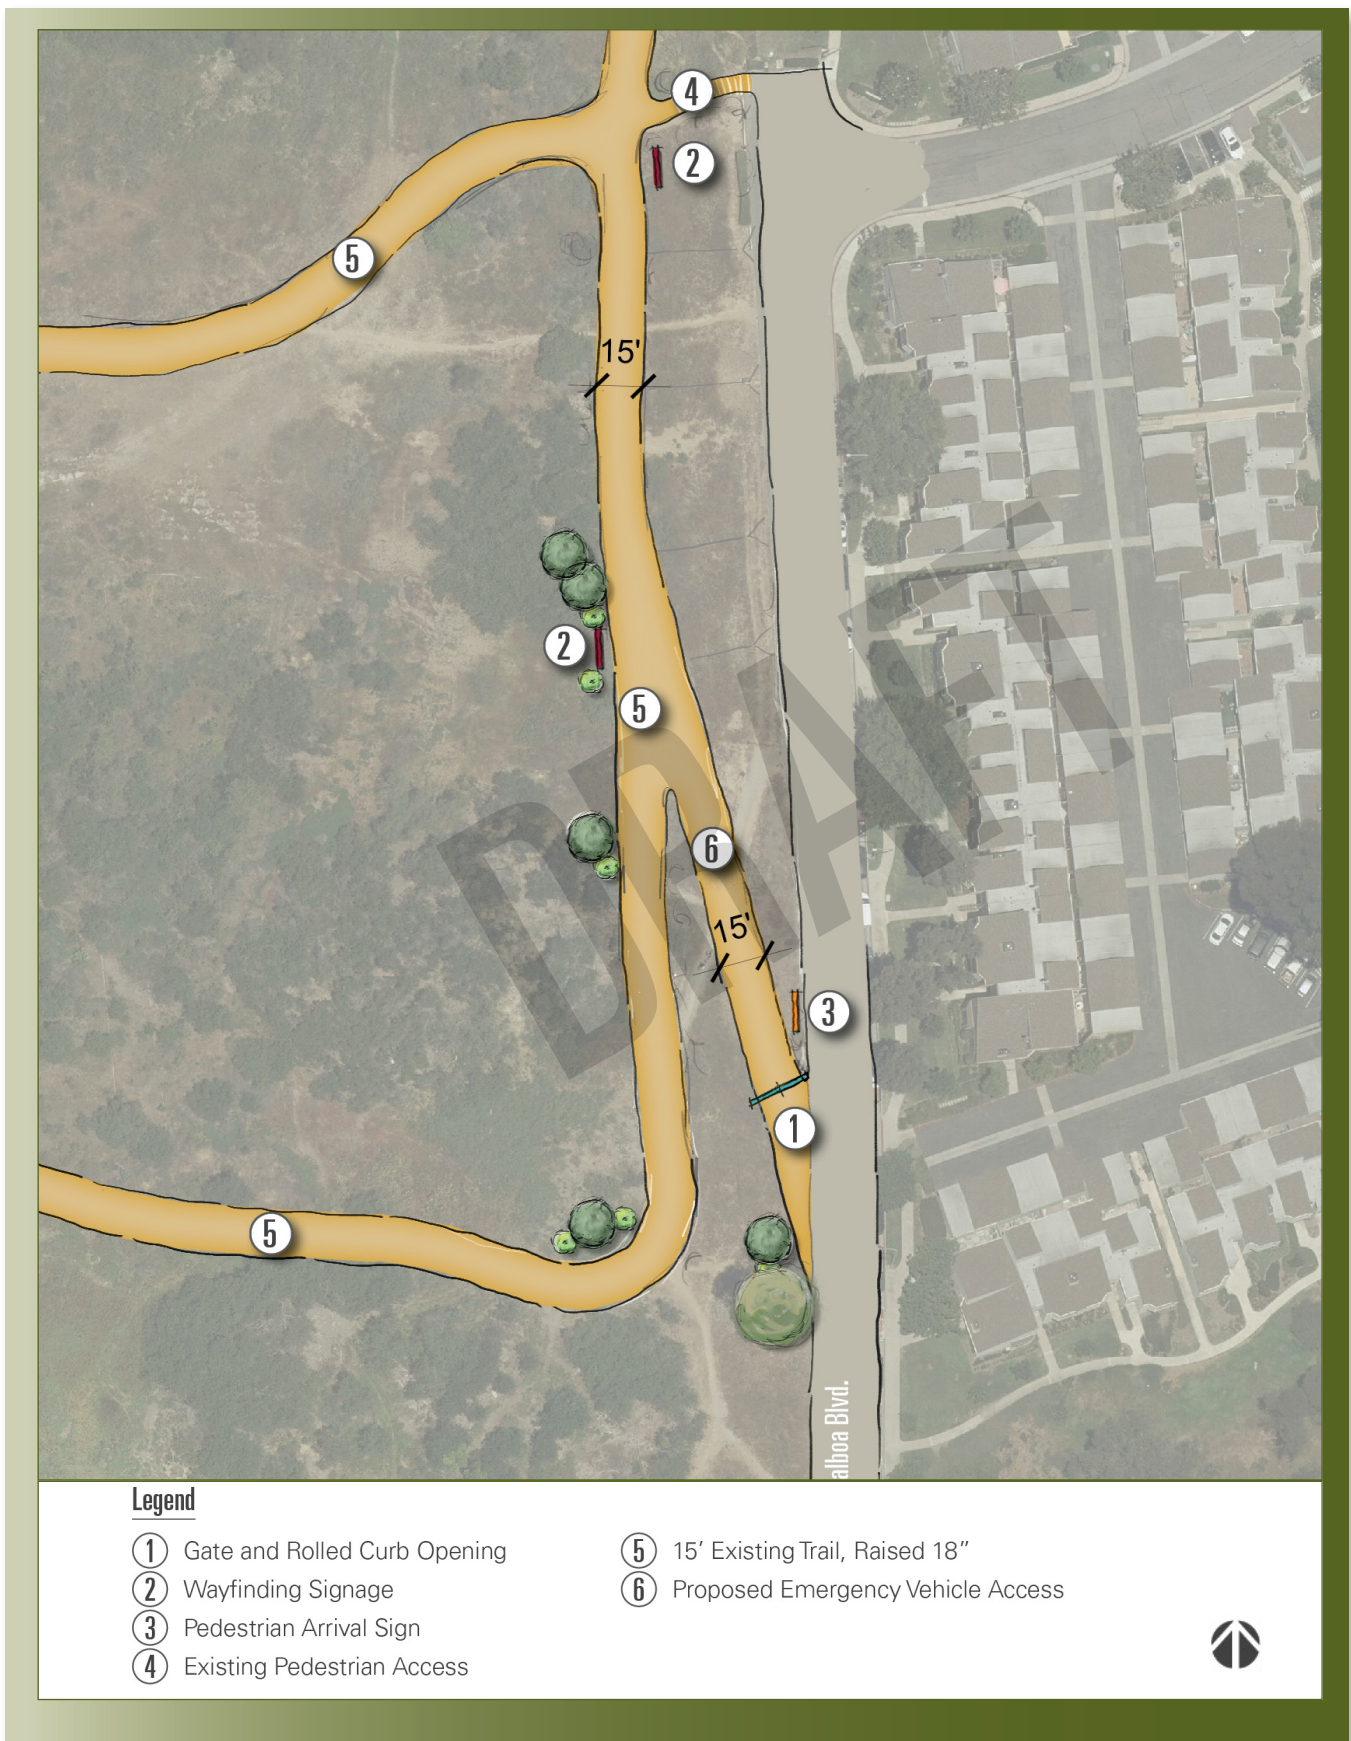 4
2
5
15'
2
5
6
15'
3
1
5
DRAFT
alboa Blvd.
Legend
1 Gate and Rolled Curb Opening
2 Wayfinding Signage
3 Pedestrian Arrival Sign
4 Existing Pedestrian Access
5 15’ Existing Trail, Raised 18”
6 Proposed Emergency Vehicle Access